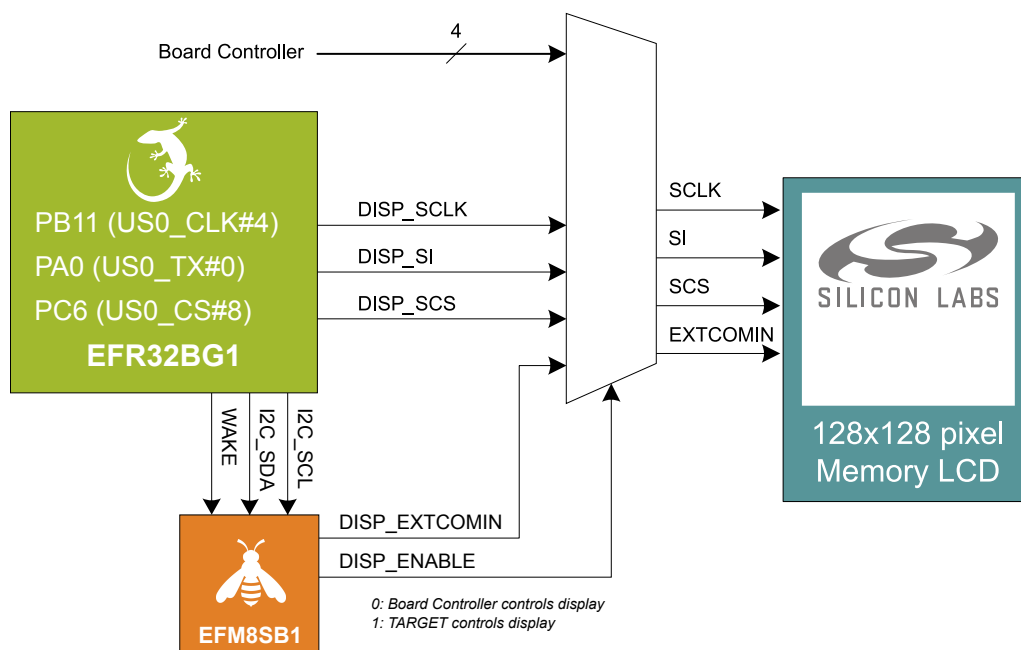 4
Board Controller
PB11 (US0_CLK#4)
PA0 (US0_TX#0)
PC6 (US0_CS#8)
EFR32BG1
DISP_SCLK
DISP_SI
DISP_SCS
SCLK
SI
SCS
EXTCOMIN
SILICON LABS
128x128 pixel
Memory LCD
WAKE
I2C_SDA
I2C_SCL
DISP_EXTCOMIN
DISP_ENABLE
0: Board Controller controls display
1: TARGET controls display
EFM8SB1